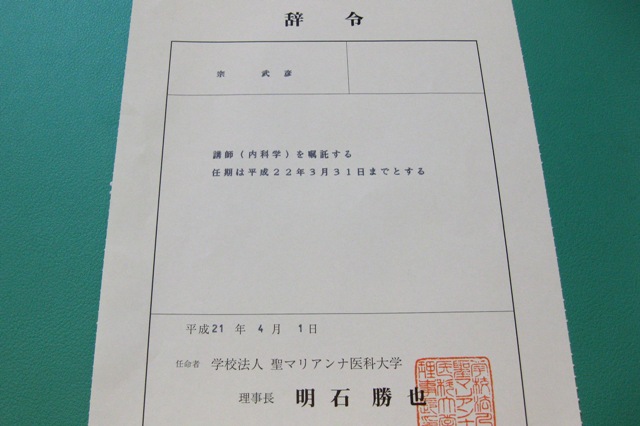 辞令
宗 武彦
講師(内科学)を嘱託する
任期は平成22年3月31日までとする
平成21年 4月 1日
任命者 学校法人 聖マリアンナ医科大学
理事長 明石勝也